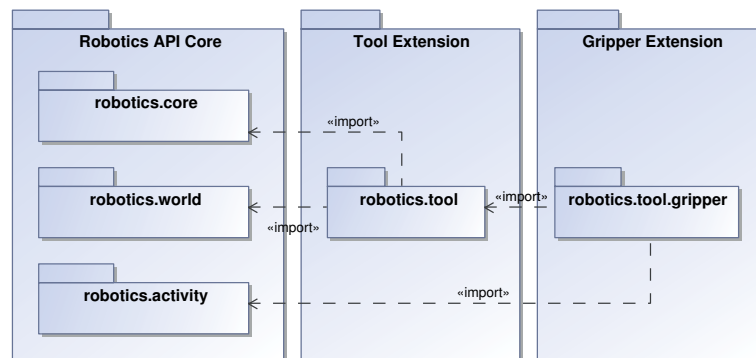 Robotics API Core
Tool Extension
Gripper Extension
robotics.core
«import»
robotics.world
robotics.tool
«import»
robotics.tool.gripper
«import»
robotics.activity
«import»